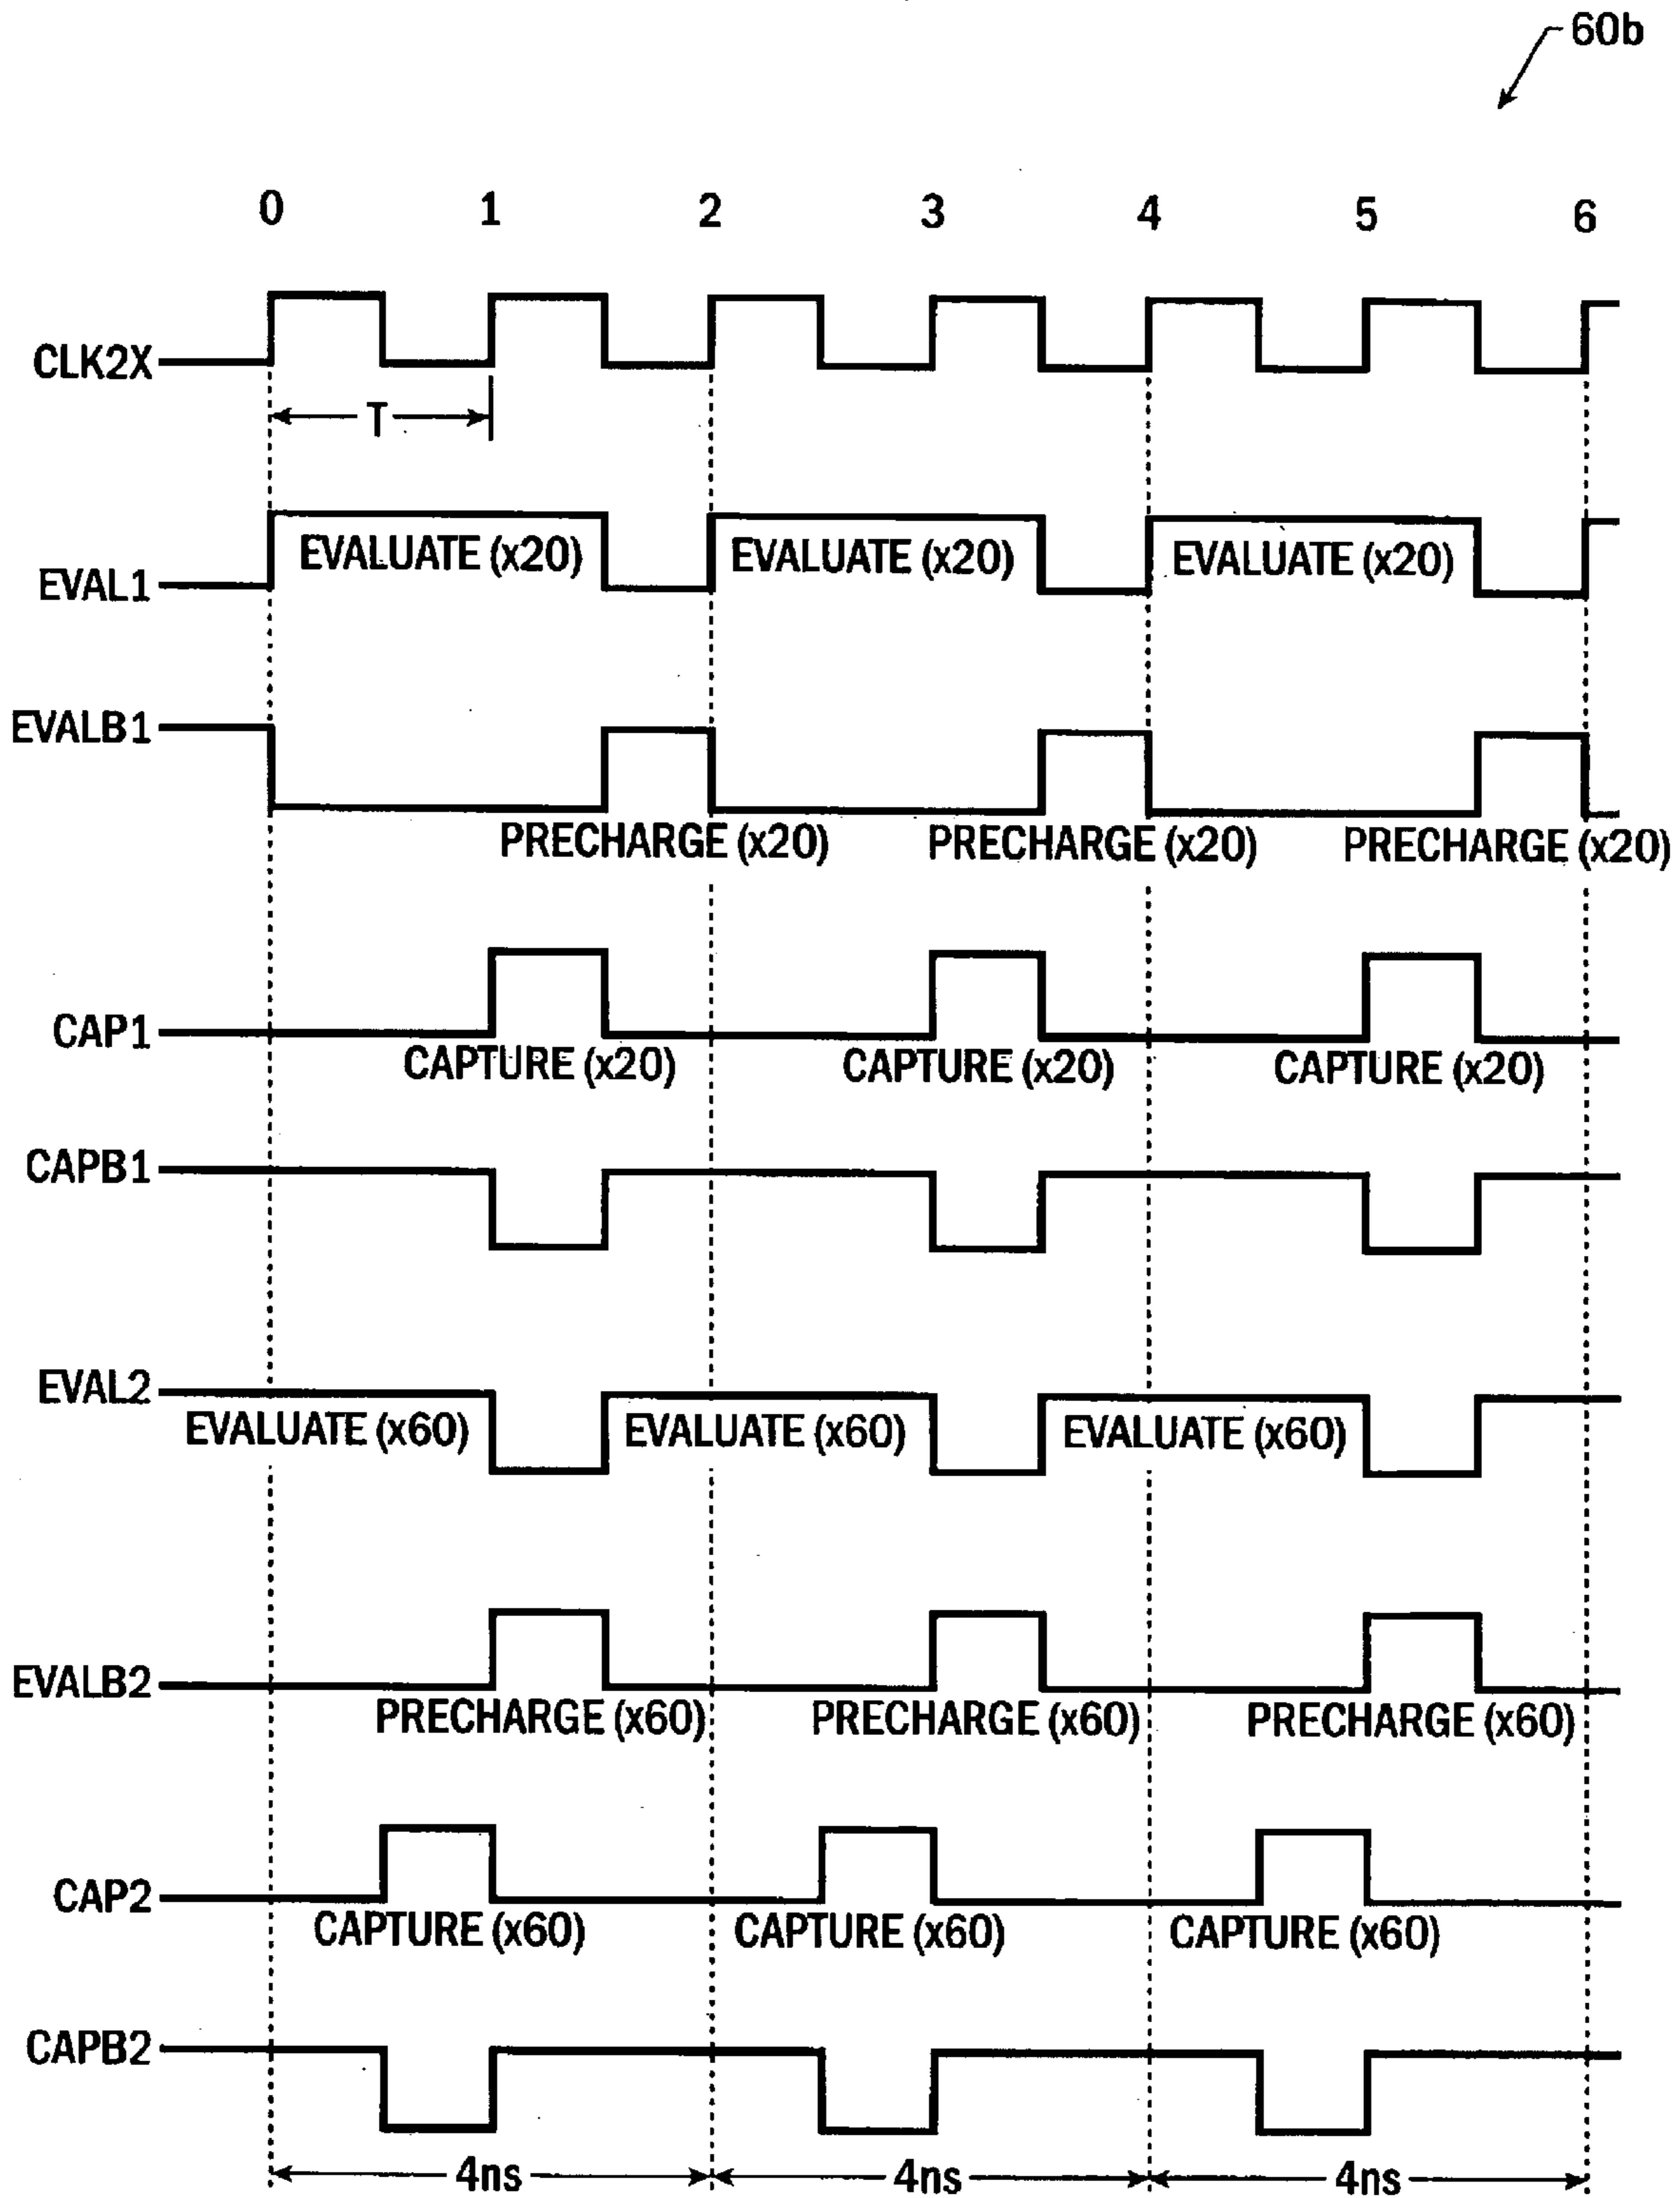 60b
0 1 2 3 4 5 6
CLK2X
T
EVALUATE (x20) EVALUATE (x20) EVALUATE (x20)
EVAL1
EVALB1
PRECHARGE (x20) PRECHARGE (x20) PRECHARGE (x20)
CAP1
CAPTURE (x20) CAPTURE (x20) CAPTURE (x20)
CAPB1
EVAL2
EVALUATE (x60) EVALUATE (x60) EVALUATE (x60)
EVALB2
PRECHARGE (x60) PRECHARGE (x60) PRECHARGE (x60)
CAP2
CAPTURE (x60) CAPTURE (x60) CAPTURE (x60)
CAPB2
4ns 4ns 4ns